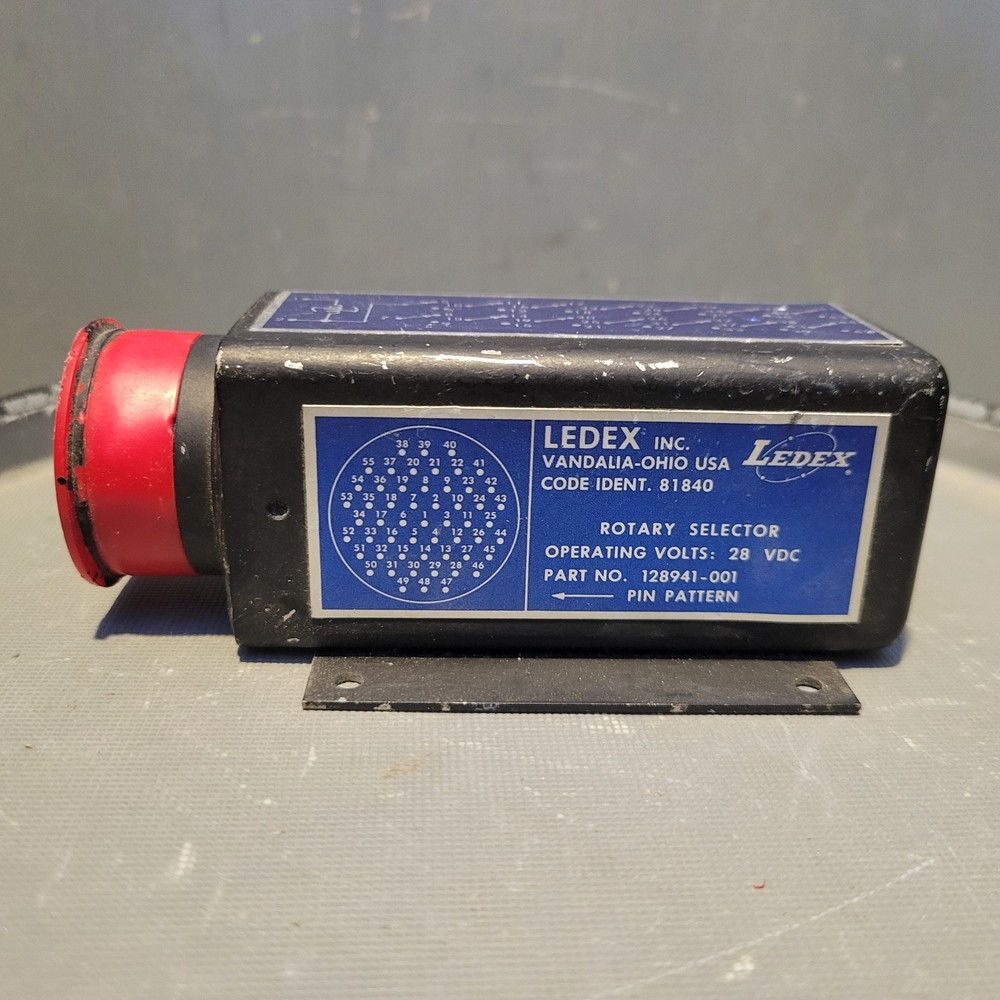 38 39 40
55 37 20 21 22 41
54 36 19 8 9 23 42
53 35 18 7 2 10 24 43
34 17 6 1 3 11 25
52 33 16 5 4 12 26 44
51 32 15 14 13 27 45
50 31 30 29 28 46
49 48 47
LEDEX INC.
VANDALIA-OHIO USA
CODE IDENT. 81840
LEDEX
ROTARY SELECTOR
OPERATING VOLTS: 28 VDC
PART NO. 128941-001
PIN PATTERN